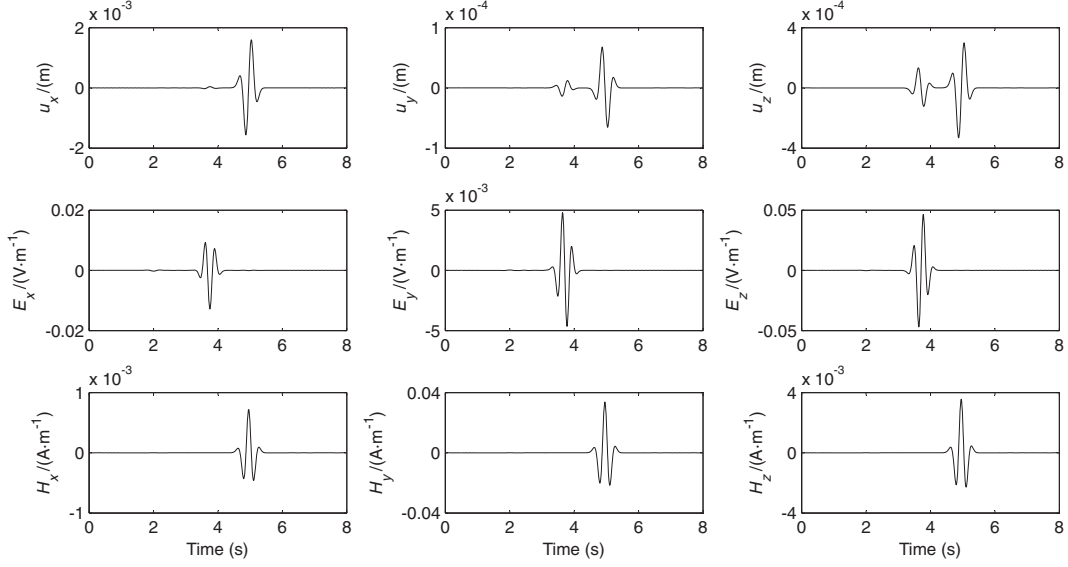 x 10⁻³ x 10⁻⁴ x 10⁻⁴
2 1 4
uₓ/(m) u_y/(m) u_z/(m)
0 0 0
-2 -1 -4
0 2 4 6 8 0 2 4 6 8 0 2 4 6 8
x 10⁻³
0.02 5 0.05
Eₓ/(V·m⁻¹) E_y/(V·m⁻¹) E_z/(V·m⁻¹)
0 0 0
-0.02 -5 -0.05
0 2 4 6 8 0 2 4 6 8 0 2 4 6 8
x 10⁻³ x 10⁻³
1 0.04 4
Hₓ/(A·m⁻¹) H_y/(A·m⁻¹) H_z/(A·m⁻¹)
0 0 0
-1 -0.04 -4
0 2 4 6 8 0 2 4 6 8 0 2 4 6 8
Time (s) Time (s) Time (s)